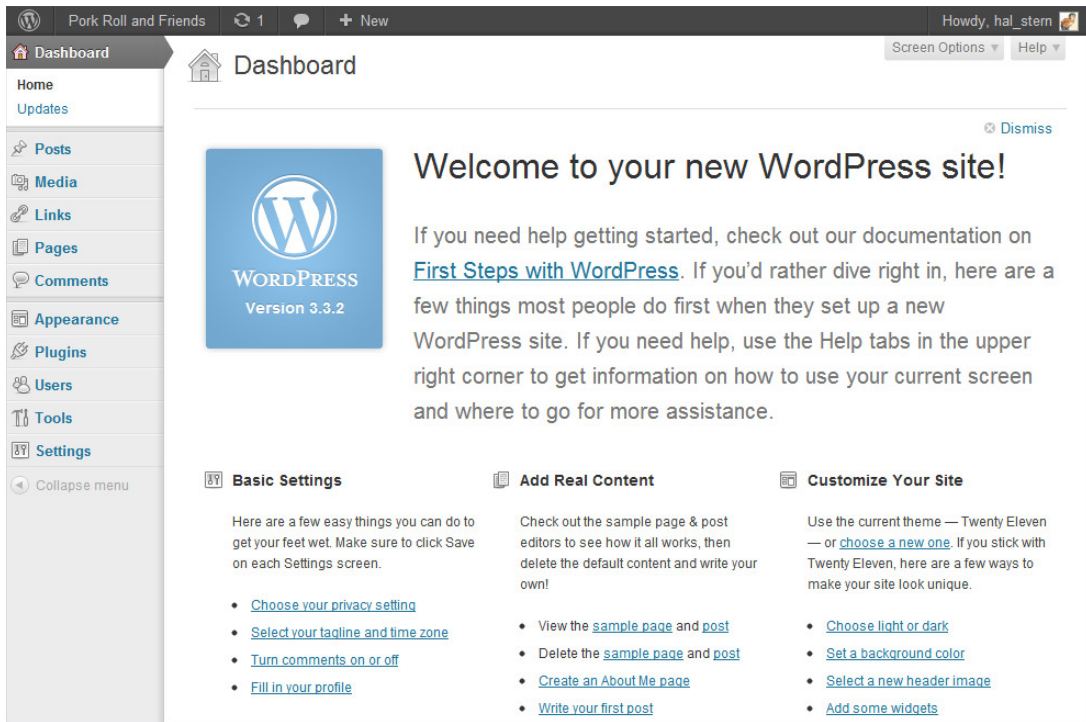 Pork Roll and Friends 1 + New Howdy, hal_stern
Dashboard
Home
Updates
Posts
Media
Links
Pages
Comments
Appearance
Plugins
Users
Tools
Settings
Collapse menu
Screen Options Help
Dashboard
Dismiss
WORDPRESS
Version 3.3.2
Welcome to your new WordPress site!
If you need help getting started, check out our documentation on
First Steps with WordPress. If you’d rather dive right in, here are a
few things most people do first when they set up a new
WordPress site. If you need help, use the Help tabs in the upper
right corner to get information on how to use your current screen
and where to go for more assistance.
Basic Settings
Here are a few easy things you can do to
get your feet wet. Make sure to click Save
on each Settings screen.
• Choose your privacy setting
• Select your tagline and time zone
• Turn comments on or off
• Fill in your profile
Add Real Content
Check out the sample page & post
editors to see how it all works, then
delete the default content and write your
own!
• View the sample page and post
• Delete the sample page and post
• Create an About Me page
• Write your first post
Customize Your Site
Use the current theme — Twenty Eleven
— or choose a new one. If you stick with
Twenty Eleven, here are a few ways to
make your site look unique.
• Choose light or dark
• Set a background color
• Select a new header image
• Add some widgets